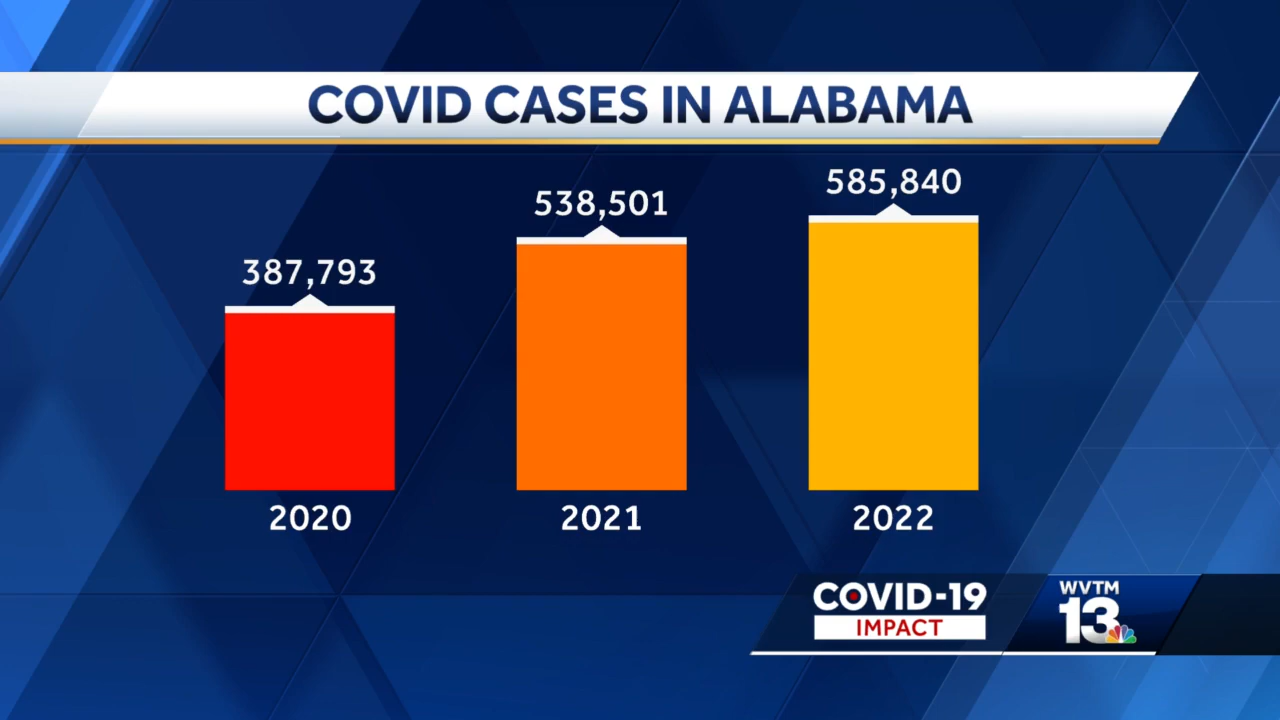 COVID CASES IN ALABAMA
387,793
538,501
585,840
2020
2021
2022
COVID-19
IMPACT
WVTM
13